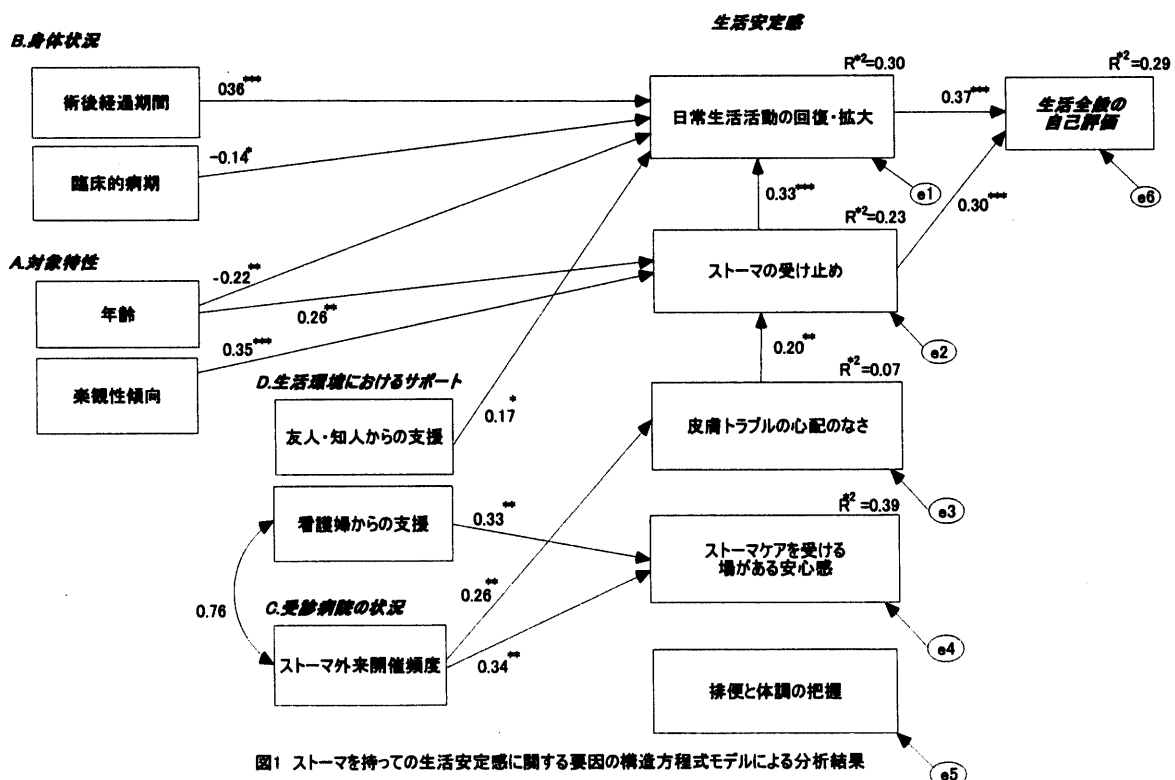 生活安定感
B.身体状況
R*2=0.30
R*2=0.29
術後経過期間
036***
日常生活活動の回復・拡大
0.37***
生活全般の
自己評価
臨床的病期
-0.14*
e1
e6
0.33***
0.30***
R*2=0.23
A.対象特性
ストーマの受け止め
年齢
-0.22**
0.26**
e2
0.35***
0.20**
楽観性傾向
R*2=0.07
D.生活環境におけるサポート
0.17*
友人・知人からの支援
皮膚トラブルの心配のなさ
e3
R*2=0.39
看護婦からの支援
0.33**
ストーマケアを受ける
場がある安心感
0.26**
0.76
C.受診病院の状況
e4
ストーマ外来開催頻度
0.34**
排便と体調の把握
図1 ストーマを持っての生活安定感に関する要因の構造方程式モデルによる分析結果
e5